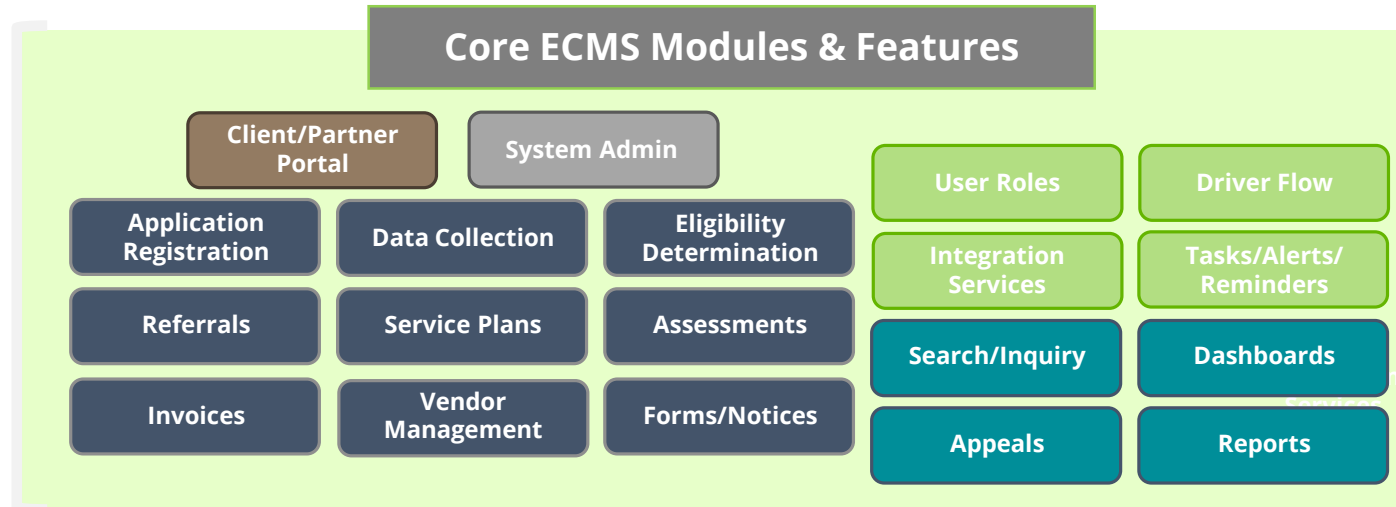 Core ECMS Modules & Features
Client/Partner
Portal
System Admin
Application
Registration
Data Collection
Eligibility
Determination
Referrals
Service Plans
Assessments
Invoices
Vendor
Management
Forms/Notices
User Roles
Driver Flow
Integration
Services
Tasks/Alerts/
Reminders
Search/Inquiry
Dashboards
Appeals
Reports